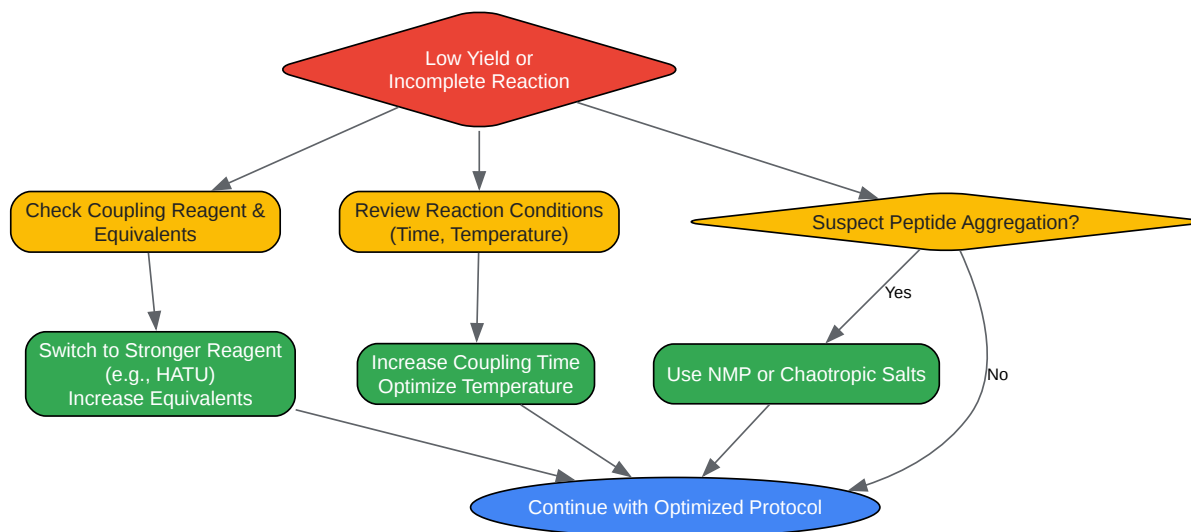 Low Yield or
Incomplete Reaction
Check Coupling Reagent &
Equivalents
Review Reaction Conditions
(Time, Temperature)
Suspect Peptide Aggregation?
Yes
No
Switch to Stronger Reagent
(e.g., HATU)
Increase Equivalents
Increase Coupling Time
Optimize Temperature
Use NMP or Chaotropic Salts
Continue with Optimized Protocol